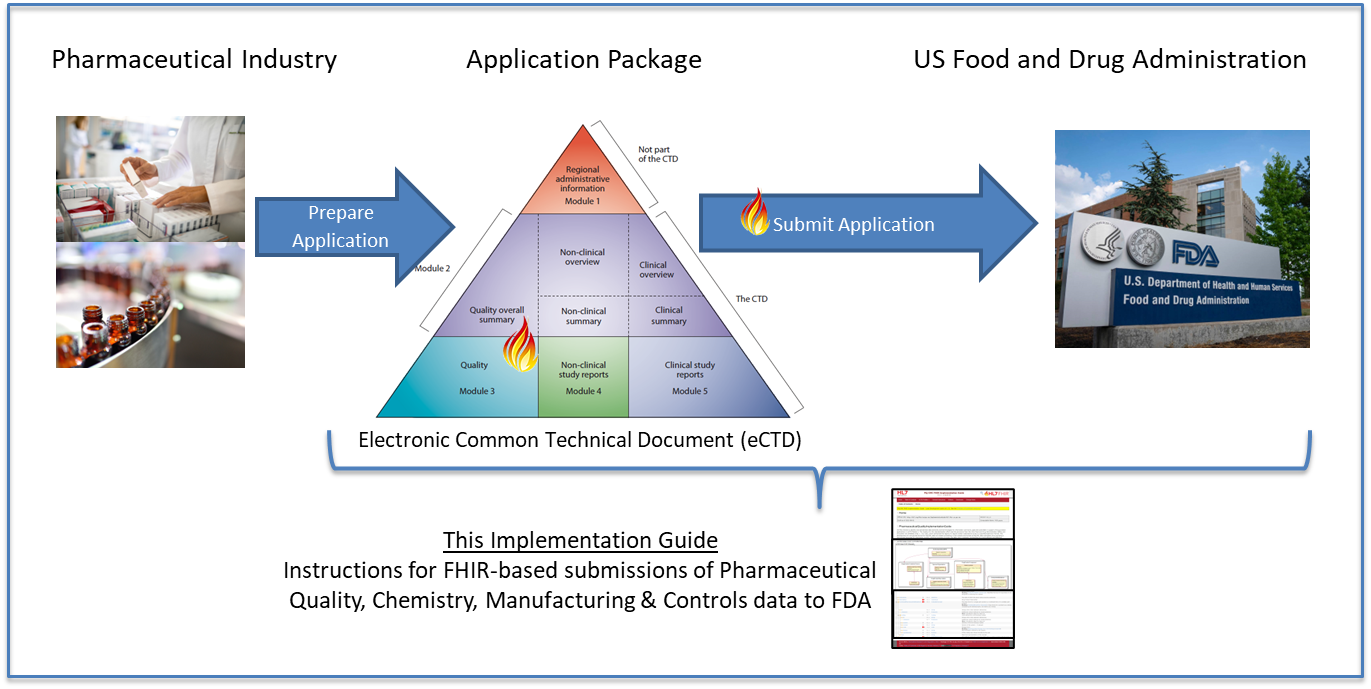 Pharmaceutical Industry
Application Package
US Food and Drug Administration
Prepare
Application
Not part
of the CTD
Regional
administrative
information
Module 1
Submit Application
Module 2
Non-clinical
overview
Clinical
overview
The CTD
Quality overall
summary
Non-clinical
summary
Clinical
summary
Quality
Module 3
Non-clinical
study reports
Module 4
Clinical study
reports
Module 5
FDA
U.S. Department of Health and Human Services
Food and Drug Administration
Electronic Common Technical Document (eCTD)
This Implementation Guide
Instructions for FHIR-based submissions of Pharmaceutical
Quality, Chemistry, Manufacturing & Controls data to FDA